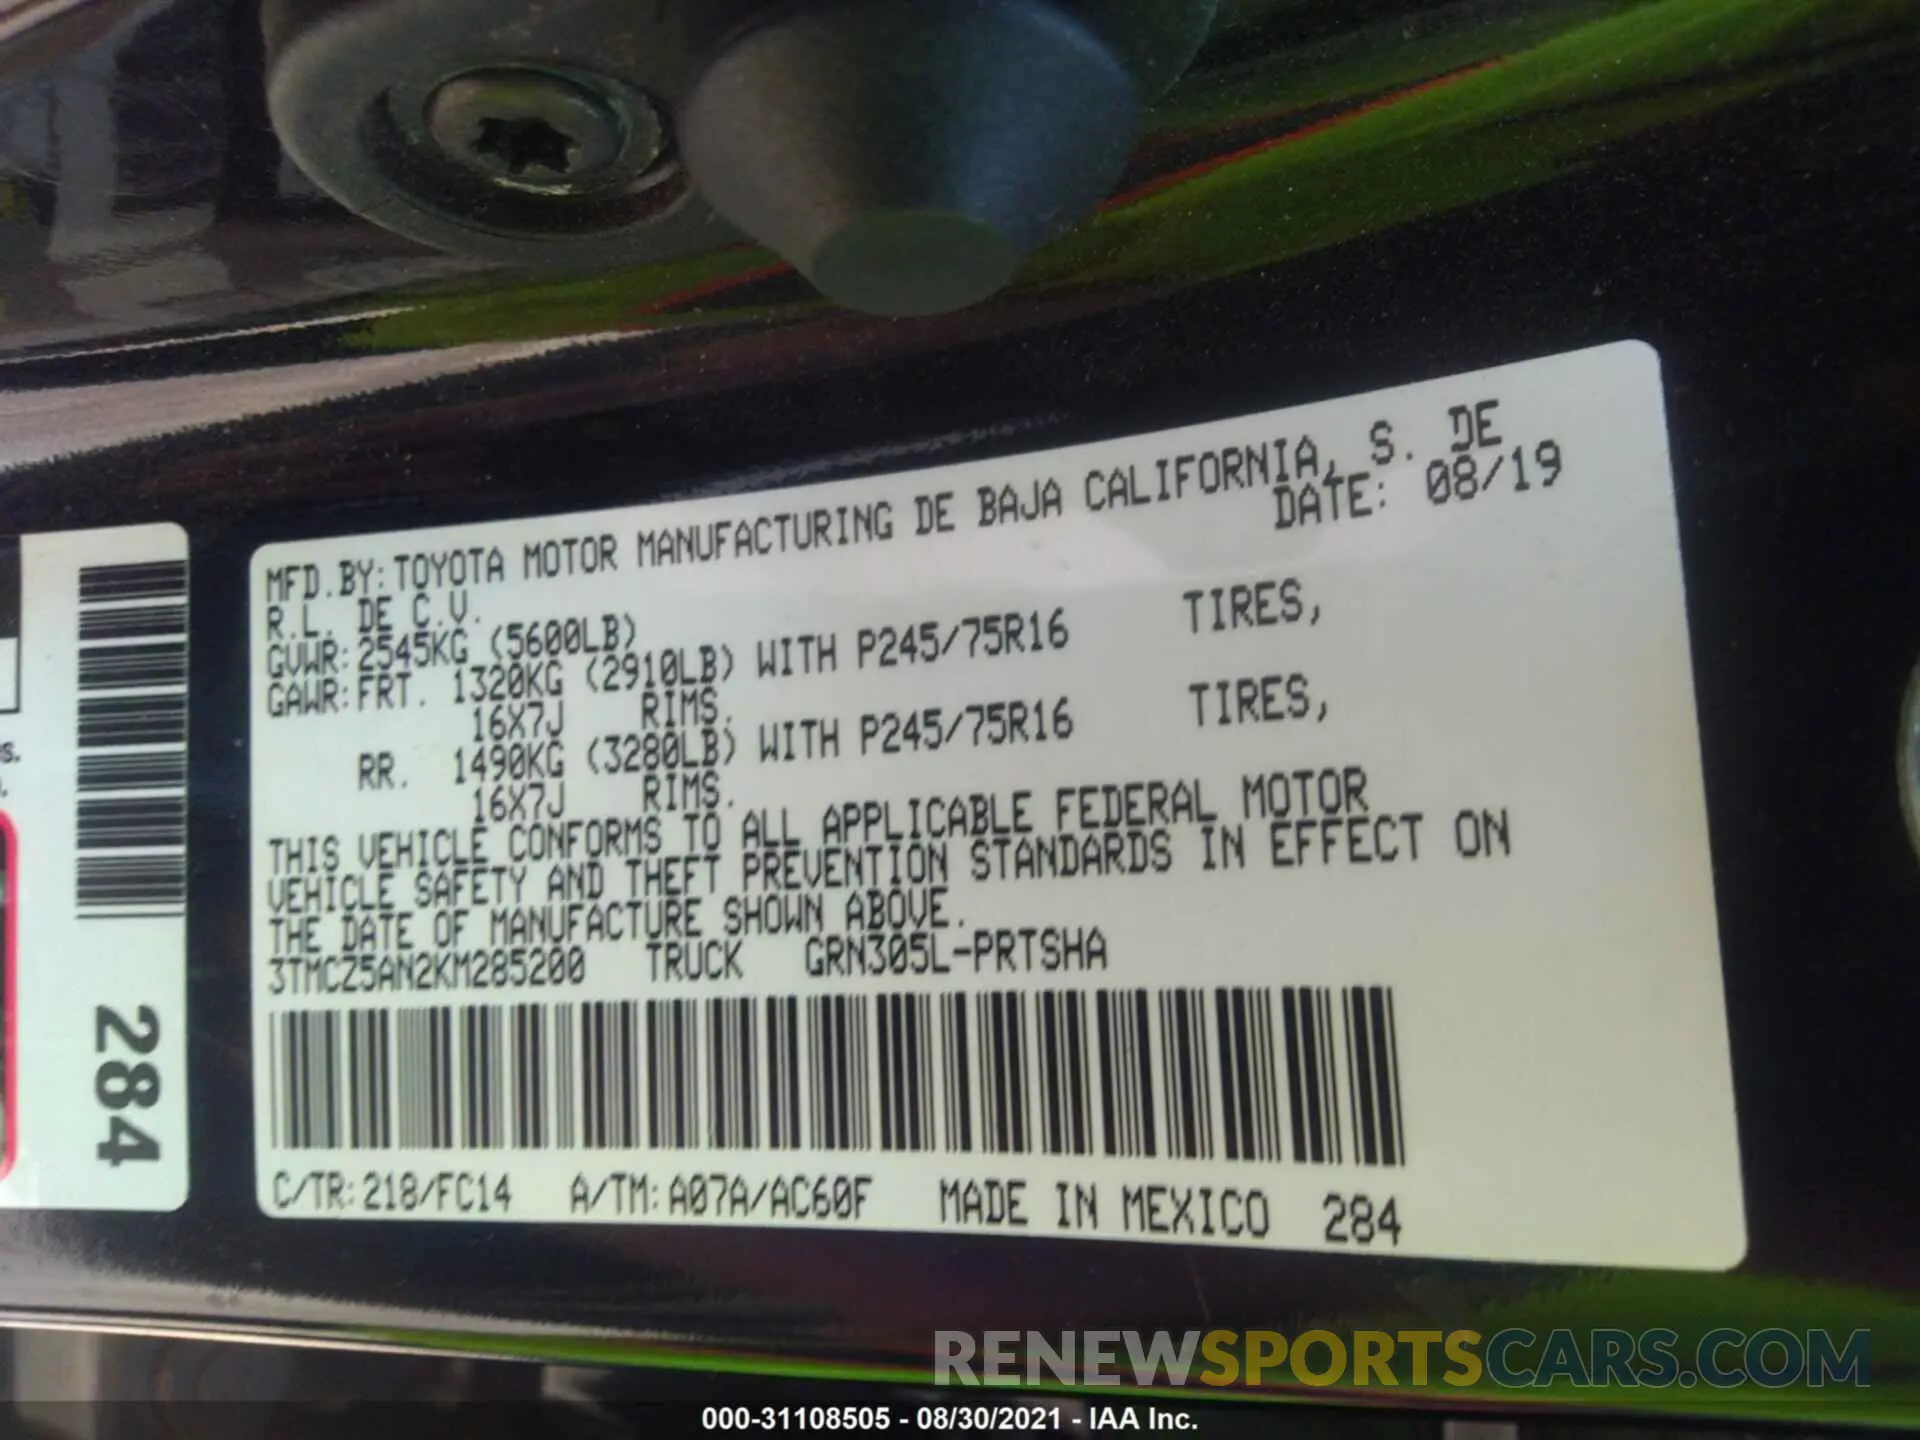 MFD.BY:TOYOTA MOTOR MANUFACTURING DE BAJA CALIFORNIA, S. DE
R.L. DE C.V. DATE: 08/19
GVWR:2545KG (5600LB)
GAWR:FRT. 1320KG (2910LB) WITH P245/75R16 TIRES,
16X7J RIMS.
RR. 1490KG (3280LB) WITH P245/75R16 TIRES,
16X7J RIMS.
THIS VEHICLE CONFORMS TO ALL APPLICABLE FEDERAL MOTOR
VEHICLE SAFETY AND THEFT PREVENTION STANDARDS IN EFFECT ON
THE DATE OF MANUFACTURE SHOWN ABOVE.
3TMCZ5AN2KM285200 TRUCK GRN305L-PRTSHA
C/TR:218/FC14 A/TM:A07A/AC60F MADE IN MEXICO 284
284
RENEWSPORTSCARS.COM
000-31108505 - 08/30/2021 - IAA Inc.